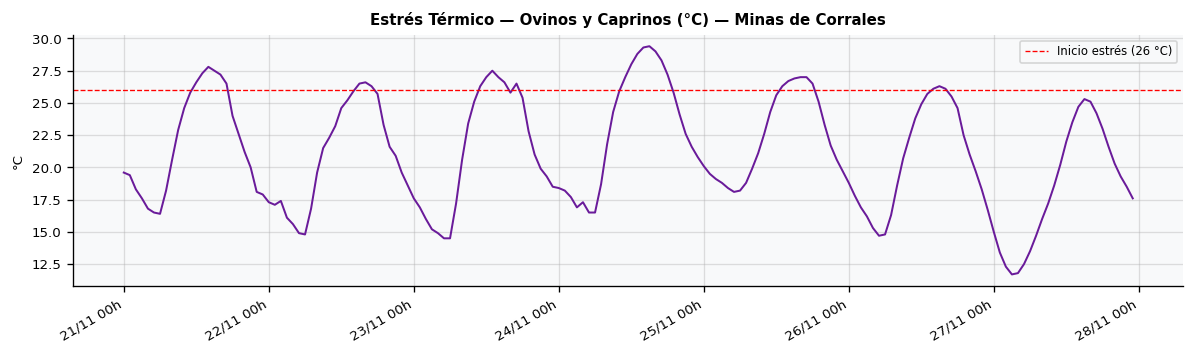 Estrés Térmico — Ovinos y Caprinos (°C) — Minas de Corrales
Inicio estrés (26 °C)
°C
30.0
27.5
25.0
22.5
20.0
17.5
15.0
12.5
21/11 00h
22/11 00h
23/11 00h
24/11 00h
25/11 00h
26/11 00h
27/11 00h
28/11 00h